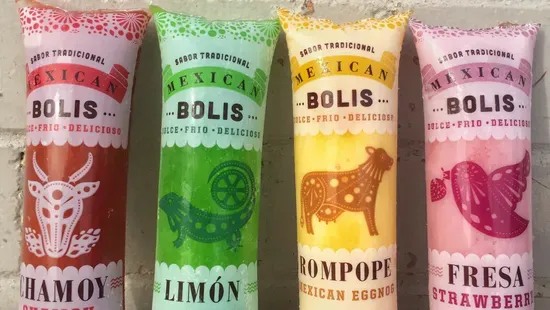 SABOR TRADICIONAL
MEXICAN
BOLIS
DULCE • FRIO • DELICIOSO
CHAMOY
SABOR TRADICIONAL
MEXICAN
BOLIS
DULCE • FRIO • DELICIOSO
LIMÓN
SABOR TRADICIONAL
MEXICAN
BOLIS
DULCE • FRIO • DELICIOSO
ROMPOPE
MEXICAN EGGNOG
SABOR TRADICIONAL
MEXICAN
BOLIS
DULCE • FRIO • DELICIOSO
FRESA
STRAWBERRY